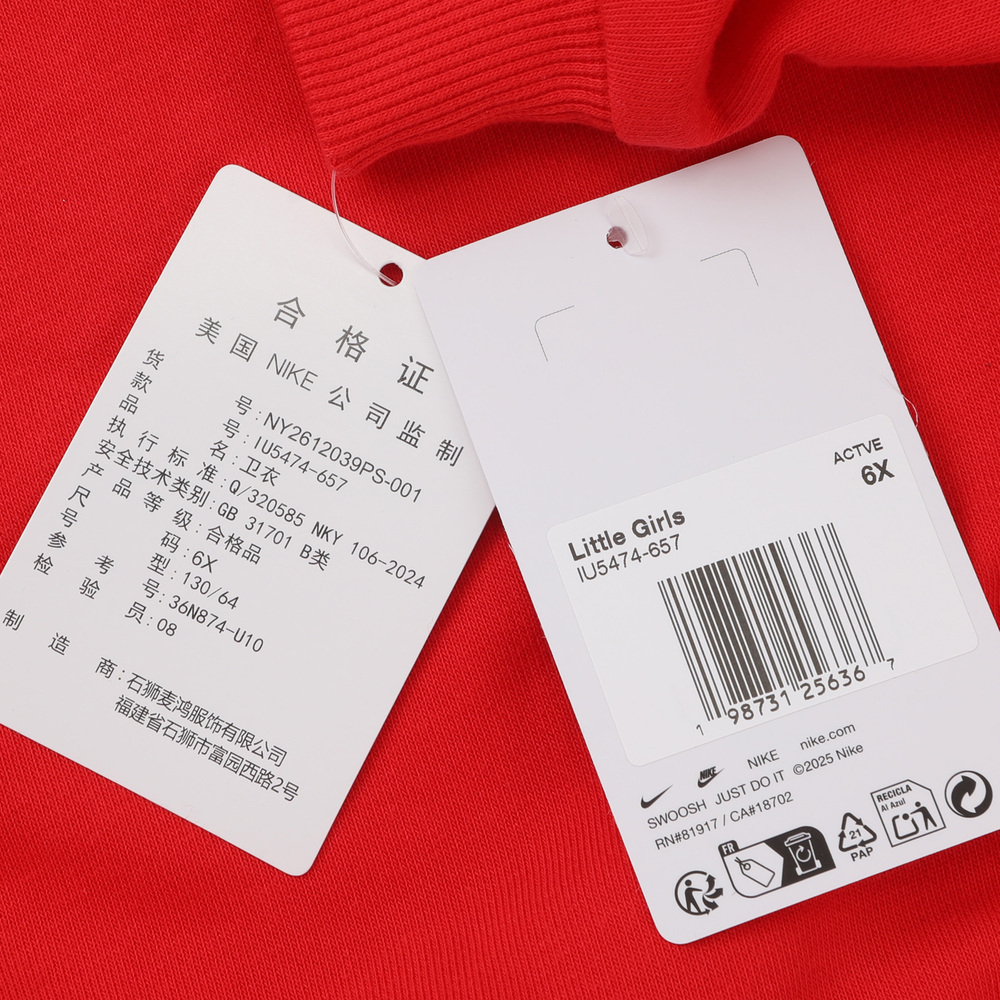 合格证
美国 NIKE 公司监制
货号:NY2612039PS-001
款号:IU5474-657
品名:卫衣
执行标准:Q/320585 NKY 106-2024
安全技术类别:GB 31701 B类
产品等级:合格品
尺码:6X
号型:130/64
参考号:36N874-U10
检验员:08
制造商:石狮麦鸿服饰有限公司
福建省石狮市富园西路2号
ACTVE
6X
Little Girls
IU5474-657
1 98731 25636 7
NIKE nike.com
SWOOSH JUST DO IT ©2025 Nike
RN#81917 / CA#18702
NIKE
FR
21
PAP
RECICLA
Al Azul